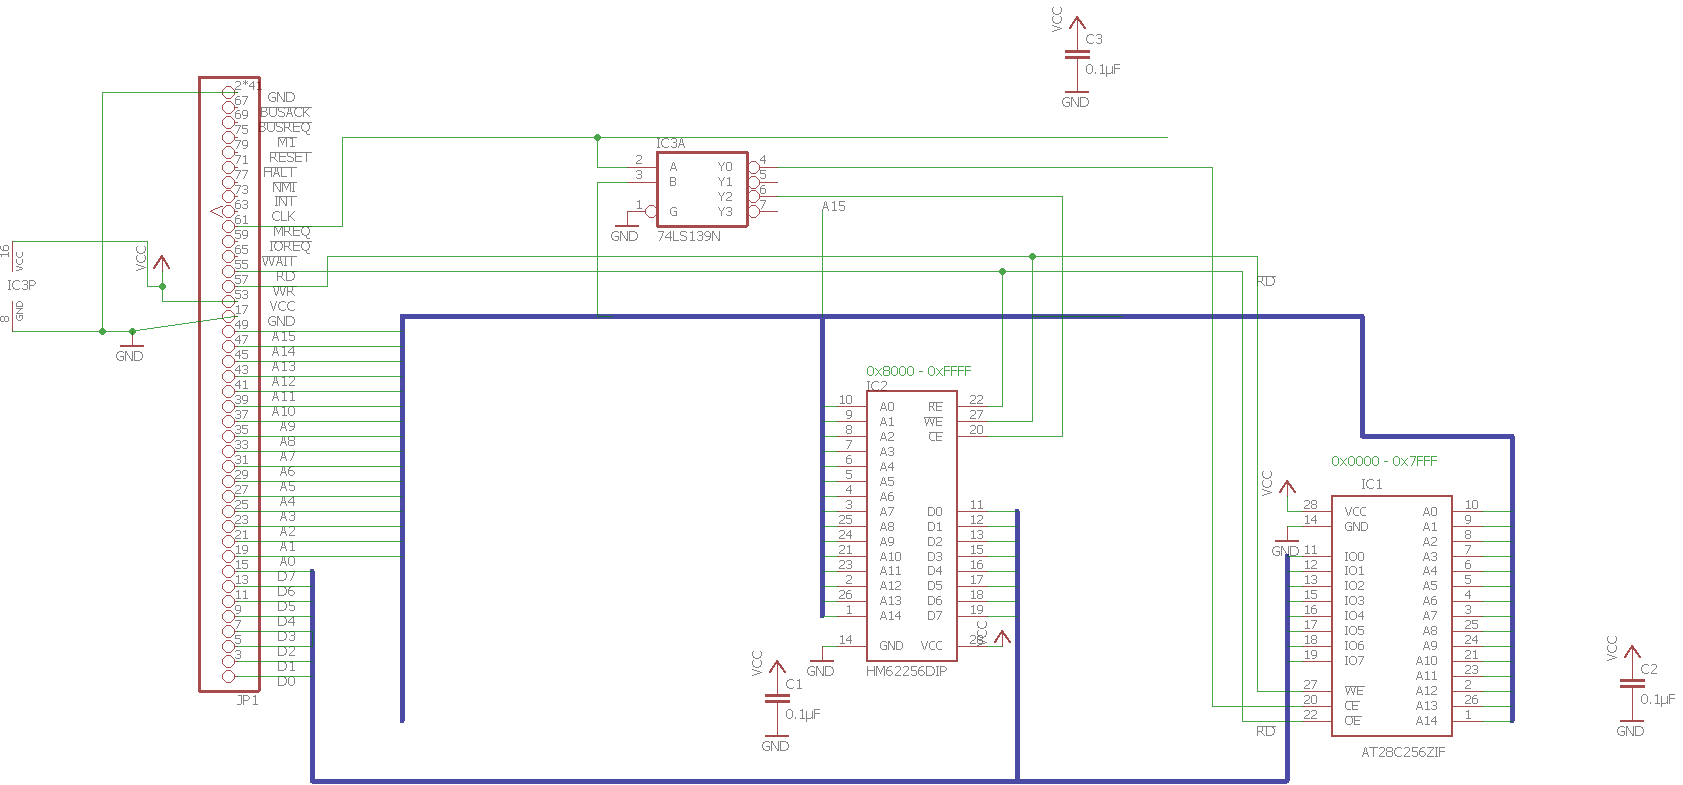 VCC
C3
0.1µF
GND
2*41
GND
67
BUSACK
69
BUSREQ
75
M1
79
RESET
71
HALT
77
NMI
73
INT
63
CLK
61
MREQ
59
IOREQ
65
WAIT
55
RD
57
WR
53
VCC
17
GND
49
A15
47
A14
45
A13
43
A12
41
A11
39
A10
37
A9
35
A8
33
A7
31
A6
29
A5
27
A4
25
A3
23
A2
21
A1
19
A0
15
D7
13
D6
11
D5
9
D4
7
D3
5
D2
3
D1
D0
JP1
16
VCC
IC3P
8
GND
VCC
GND
IC3A
2 A Y0 4
3 B Y1 5
Y2 6
1 G Y3 7
GND
74LS139N
A15
RD
0x8000 - 0xFFFF
IC2
10 A0 RE 22
9 A1 WE 27
8 A2 CE 20
7 A3
6 A4
5 A5
4 A6
3 A7 D0 11
25 A8 D1 12
24 A9 D2 13
21 A10 D3 15
23 A11 D4 16
2 A12 D5 17
26 A13 D6 18
1 A14 D7 19
14 GND VCC 28
VCC
GND
HM62256DIP
VCC
C1
0.1µF
GND
0x0000 - 0x7FFF
IC1
VCC
28 VCC A0 10
14 GND A1 9
GND
A2 8
11 IO0 A3 7
12 IO1 A4 6
13 IO2 A5 5
15 IO3 A6 4
16 IO4 A7 3
17 IO5 A8 25
18 IO6 A9 24
19 IO7 A10 21
A11 23
27 WE A12 2
20 CE A13 26
22 OE A14 1
RD
AT28C256ZIF
VCC
C2
0.1µF
GND